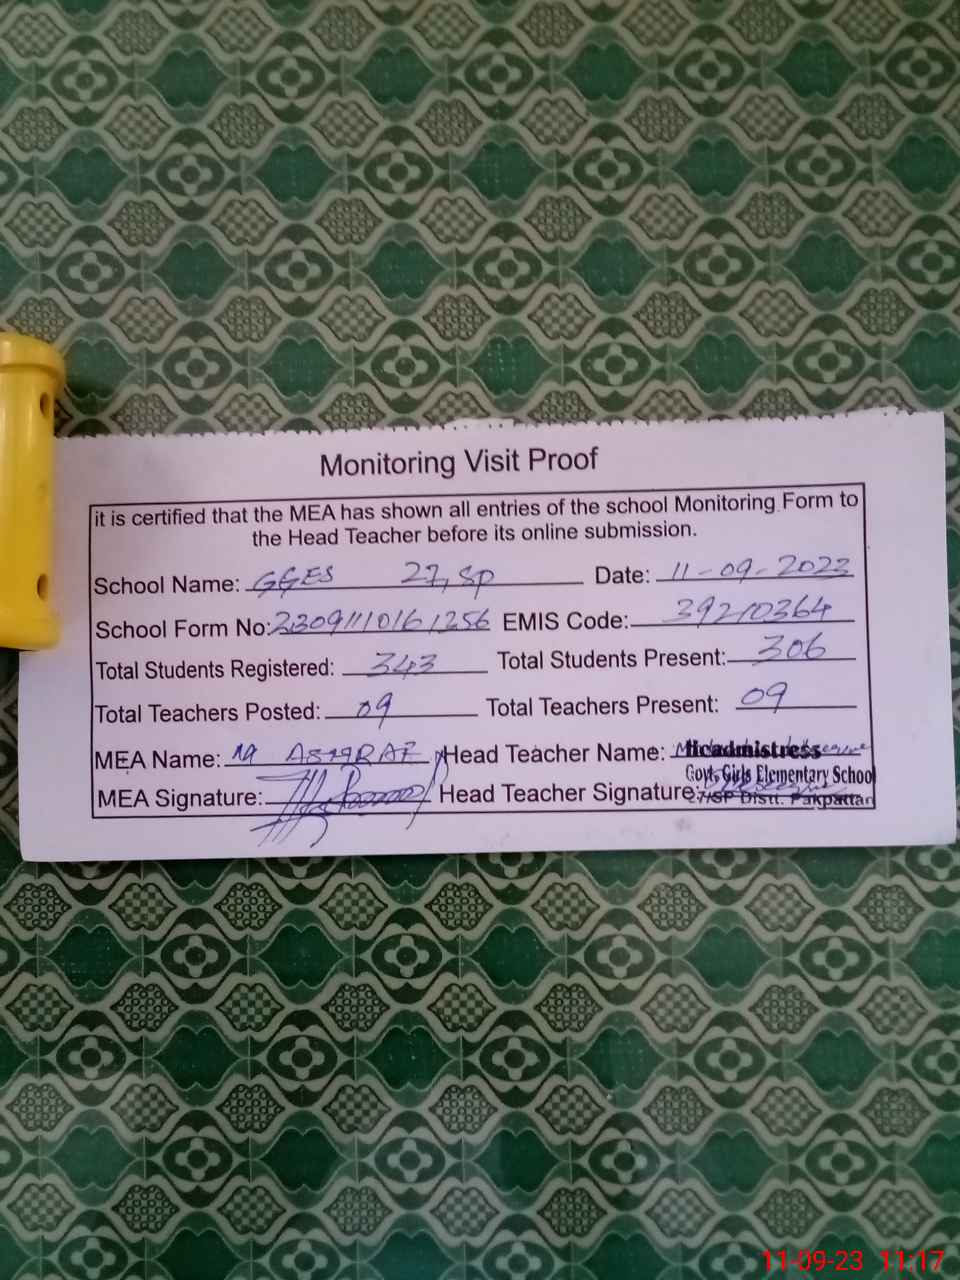 Monitoring Visit Proof
it is certified that the MEA has shown all entries of the school Monitoring Form to
the Head Teacher before its online submission.
School Name: GGES 27, SP Date: 11-09-2023
School Form No: 23091110161256 EMIS Code: 39210364
Total Students Registered: 343 Total Students Present: 306
Total Teachers Posted: 09 Total Teachers Present: 09
MEA Name: M ASHRAF Head Teacher Name:
Headmistress
MEA Signature: Head Teacher Signature:
Govt. Girls Elementary School
27/SP Distt. Pakpattan
11-09-23 11:17